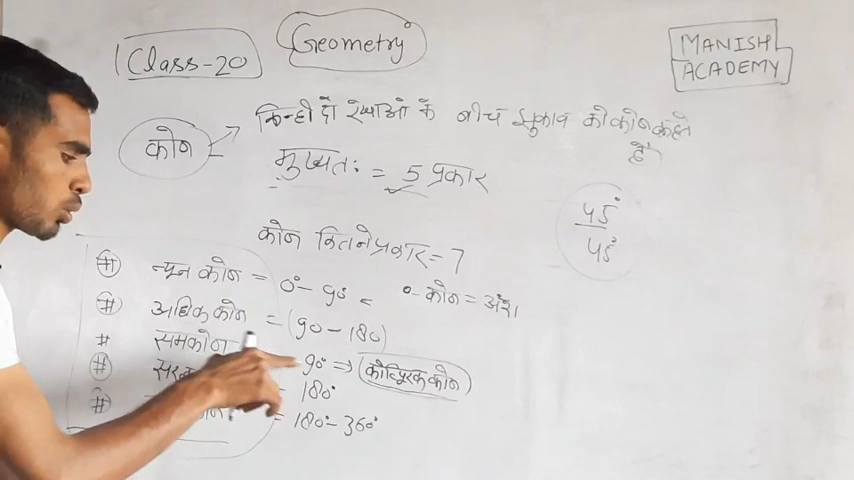 Class-20
Geometry
MANISH
ACADEMY
कोण
किन्ही दो रेखाओं के बीच झुकाव को कोण कहते
हैं
मुख्यतः = 5 प्रकार
45°
45°
कोण कितने प्रकार = 7
# न्यून कोण = 0°- 90°
०-कोण = अंश
# अधिक कोण = (90 - 180)
# समकोण 90° ⇒ कोटिपूरक कोण
# सरल = 180°
# = 180°- 360°